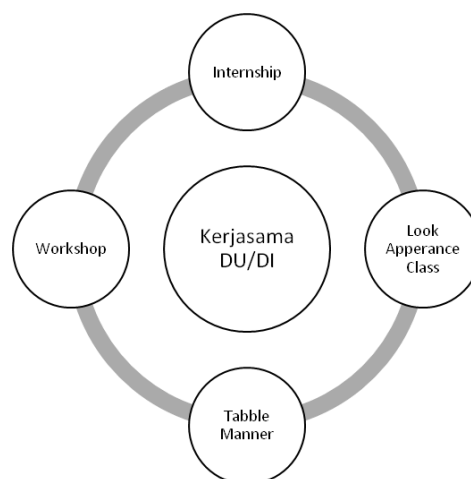 Internship
Workshop
Kerjasama
DU/DI
Look
Apperance
Class
Tabble
Manner